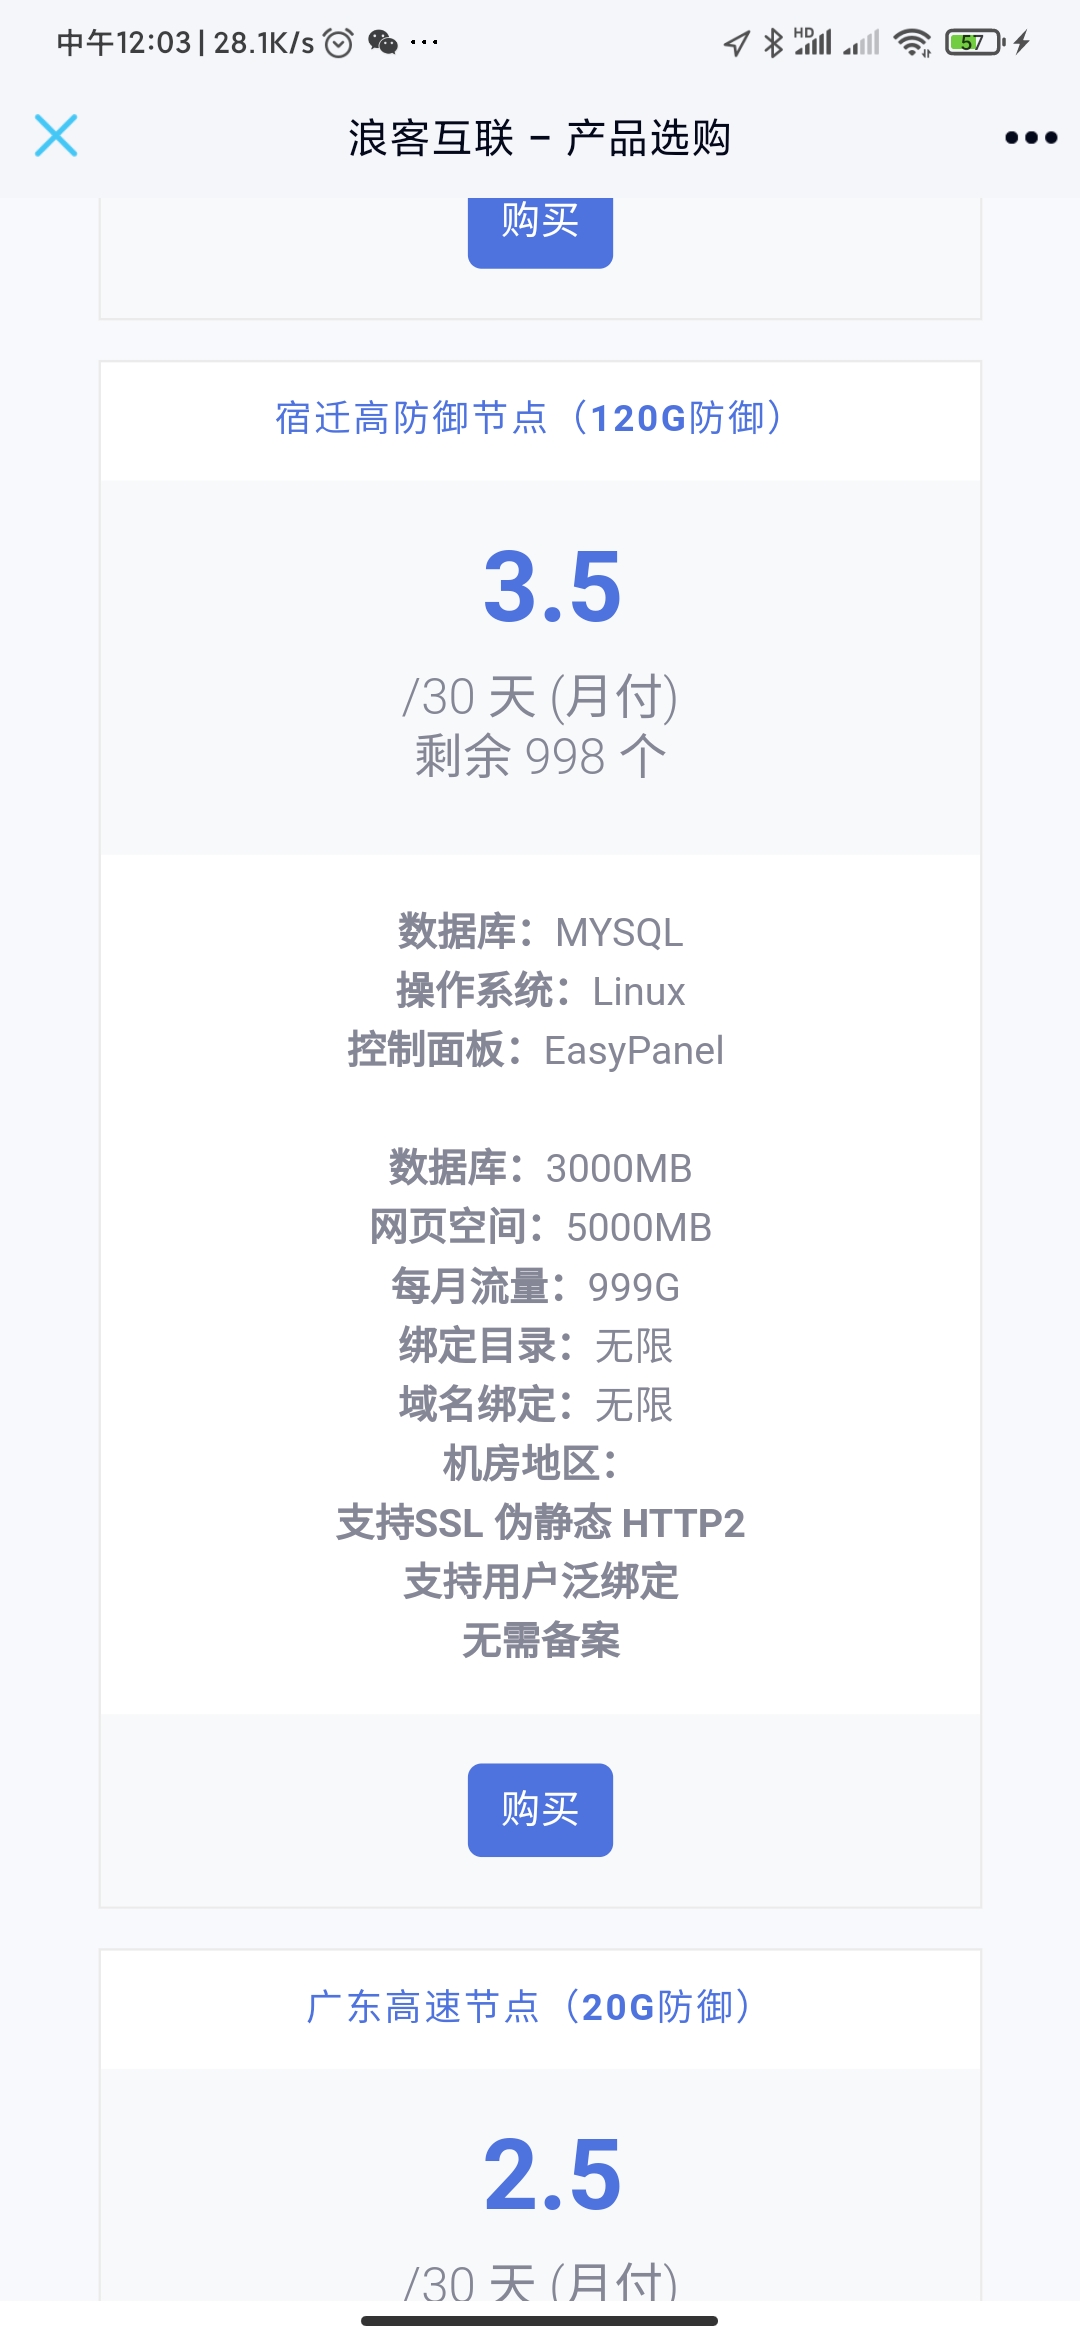 中午12:03 | 28.1K/s ...
HD
57
浪客互联 - 产品选购
购买
宿迁高防御节点（120G防御）
3.5
/30 天 (月付)
剩余 998 个
数据库：MYSQL
操作系统：Linux
控制面板：EasyPanel
数据库：3000MB
网页空间：5000MB
每月流量：999G
绑定目录：无限
域名绑定：无限
机房地区：
支持SSL 伪静态 HTTP2
支持用户泛绑定
无需备案
购买
广东高速节点（20G防御）
2.5
/30 天 (月付)